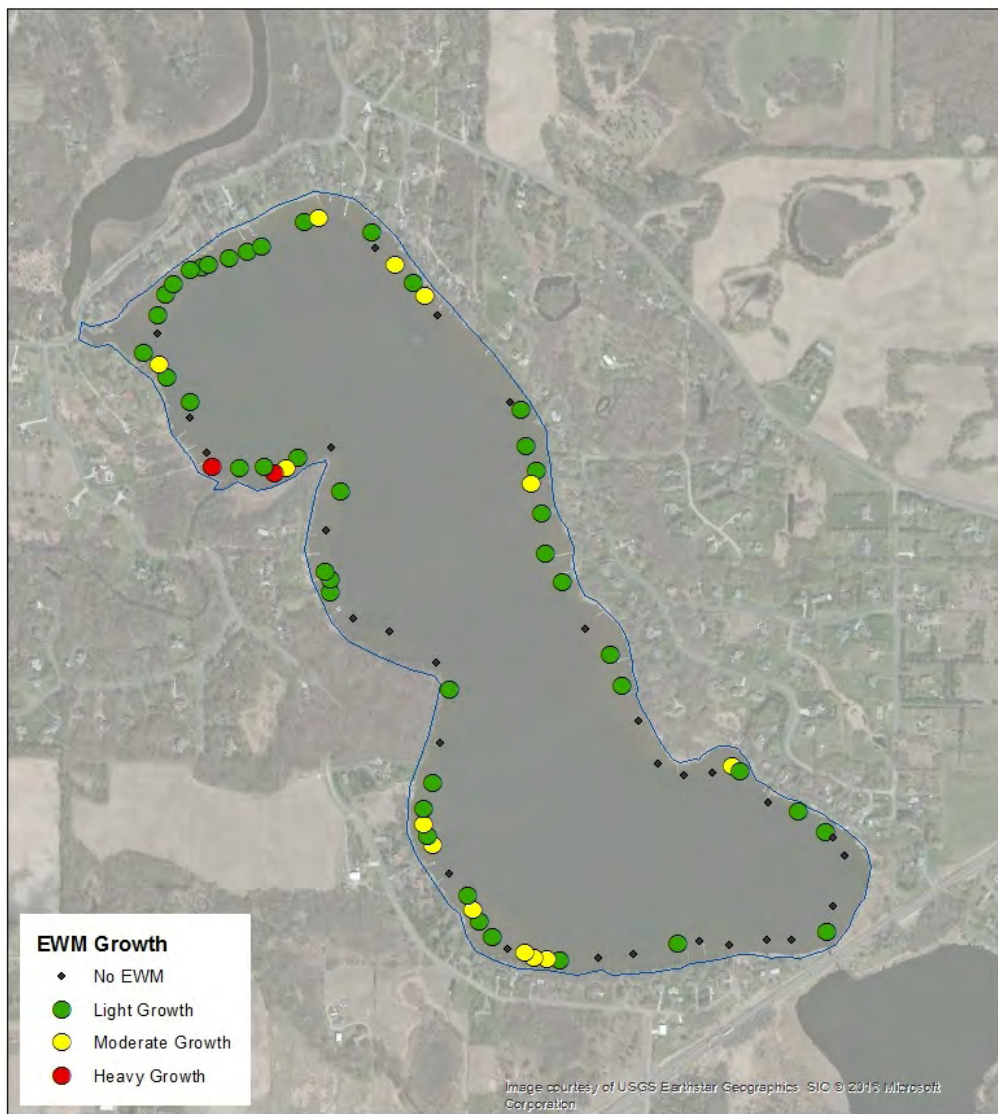 EWM Growth
No EWM
Light Growth
Moderate Growth
Heavy Growth
Image courtesy of USGS Earthstar Geographics SIO © 2016 Microsoft
Corporation